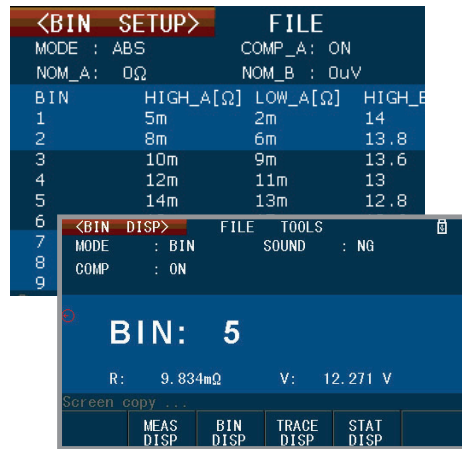 <BIN SETUP> FILE
MODE : ABS COMP_A: ON
NOM_A: 0Ω NOM_B : 0uV
BIN HIGH_A[Ω] LOW_A[Ω] HIGH_
1 5m 2m 14
2 8m 6m 13.8
3 10m 9m 13.6
4 12m 11m 13
5 14m 13m 12.8
6
7
8
9
<BIN DISP> FILE TOOLS
MODE : BIN SOUND : NG
COMP : ON
BIN: 5
R: 9.834mΩ V: 12.271 V
Screen copy ...
MEAS DISP BIN DISP TRACE DISP STAT DISP